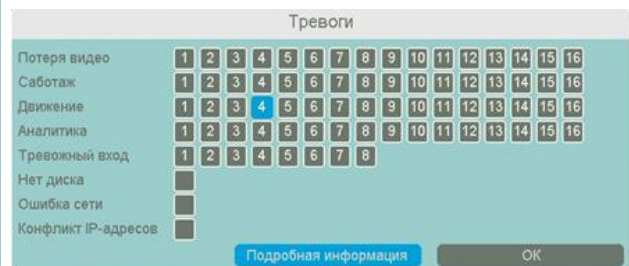 Тревоги
Потеря видео 1 2 3 4 5 6 7 8 9 10 11 12 13 14 15 16
Саботаж 1 2 3 4 5 6 7 8 9 10 11 12 13 14 15 16
Движение 1 2 3 4 5 6 7 8 9 10 11 12 13 14 15 16
Аналитика 1 2 3 4 5 6 7 8 9 10 11 12 13 14 15 16
Тревожный вход 1 2 3 4 5 6 7 8
Нет диска
Ошибка сети
Конфликт IP-адресов
Подробная информация ОК